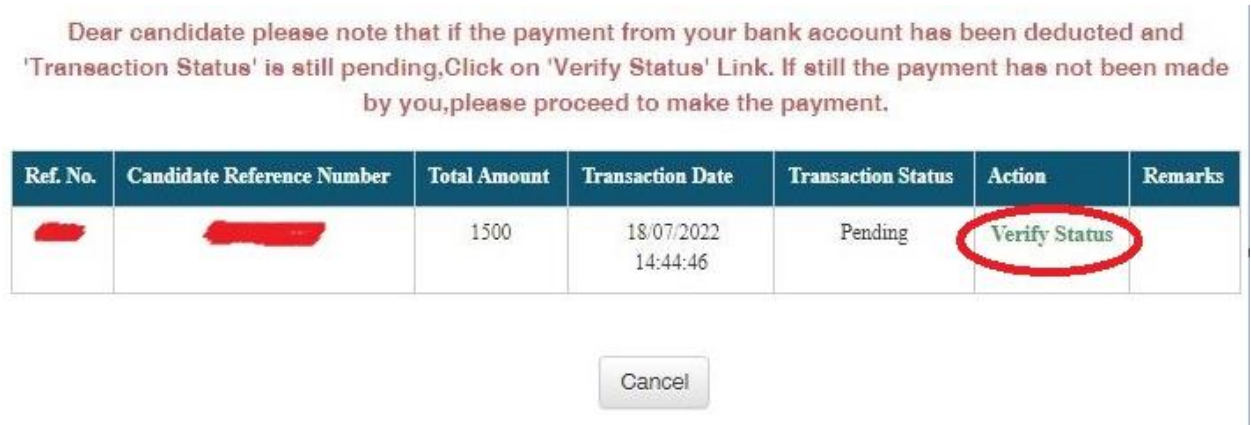 Dear candidate please note that if the payment from your bank account has been deducted and
'Transaction Status' is still pending,Click on 'Verify Status' Link. If still the payment has not been made
by you,please proceed to make the payment.
Ref. No. Candidate Reference Number Total Amount Transaction Date Transaction Status Action Remarks
1500 18/07/2022 Pending Verify Status
14:44:46
Cancel